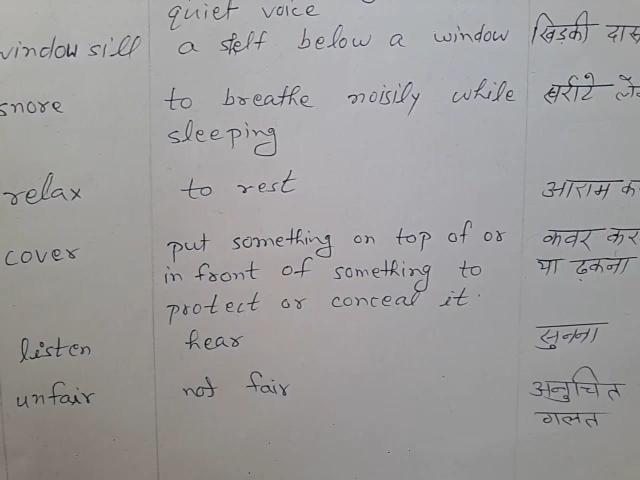 quiet voice
window sill a shelf below a window खिड़की
snore to breathe noisily while खर्राटे
sleeping
relax to rest आराम
cover put something on top of or कवर कर
in front of something to या ढ़कना
protect or conceal it.
listen hear सुनना
unfair not fair अनुचित
गलत